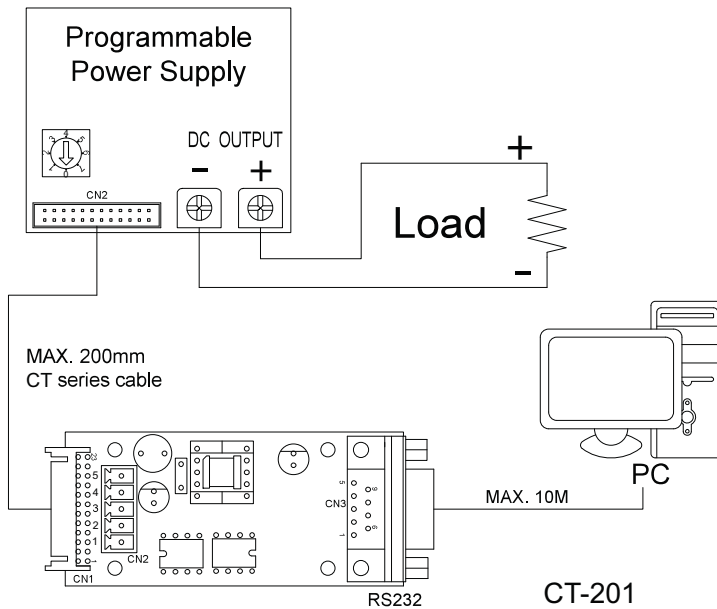 Programmable
Power Supply
DC OUTPUT
- +
CN2
+
Load
-
MAX. 200mm
CT series cable
PC
MAX. 10M
5
4
3
2
1
1
CN1
CN2
CN3
5
9
6
1
RS232
CT-201